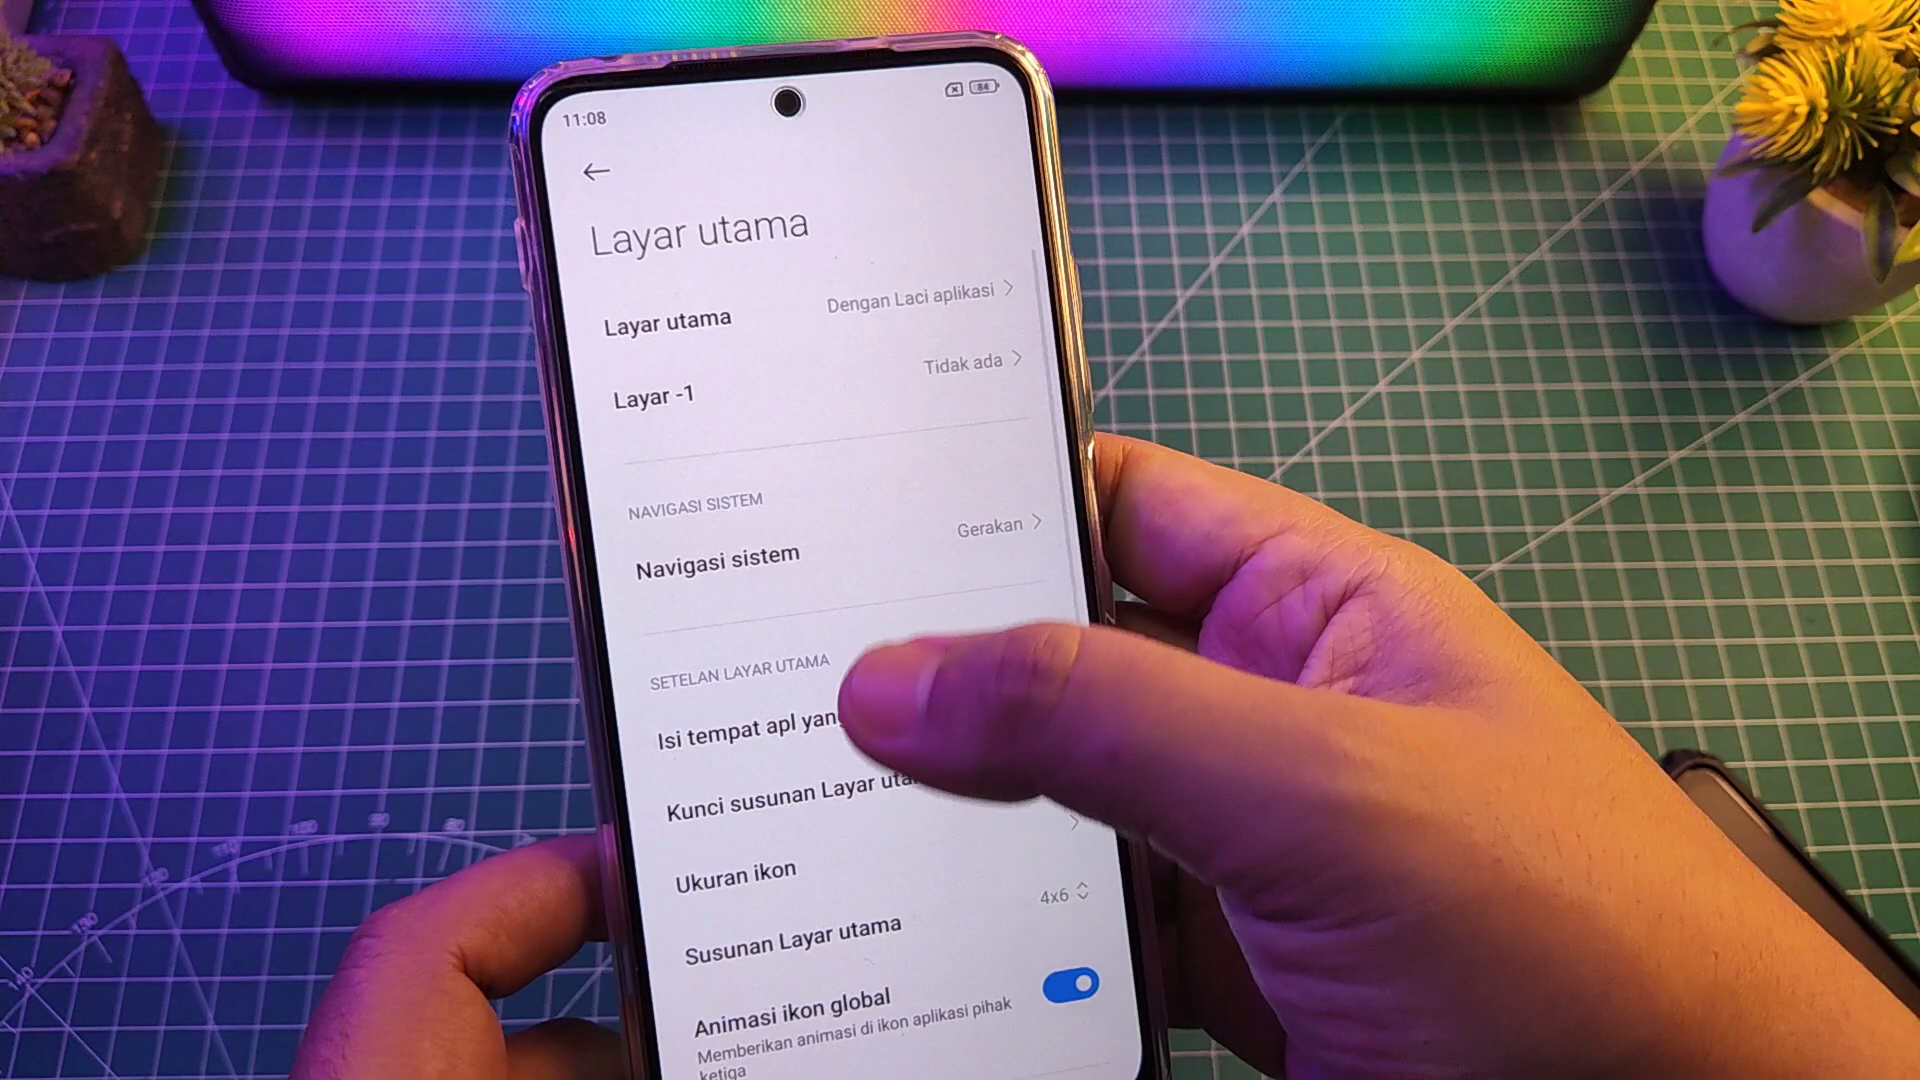 11:08
84
Layar utama
Layar utama
Dengan Laci aplikasi
Layar -1
Tidak ada
NAVIGASI SISTEM
Navigasi sistem
Gerakan
SETELAN LAYAR UTAMA
Isi tempat apl
Kunci susunan Layar
Ukuran ikon
Susunan Layar utama
4x6
Animasi ikon global
Memberikan animasi di ikon aplikasi pihak
ketiga